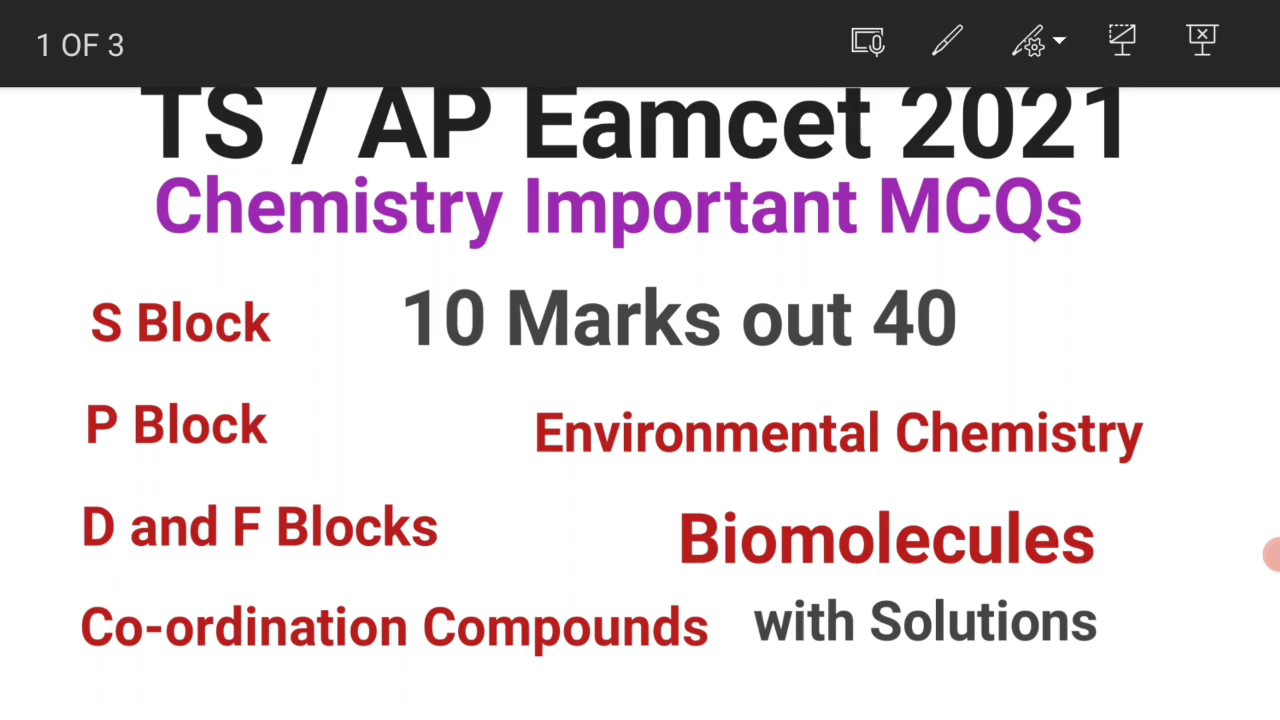 1 OF 3
TS / AP Eamcet 2021
Chemistry Important MCQs
S Block
10 Marks out 40
P Block
Environmental Chemistry
D and F Blocks
Biomolecules
Co-ordination Compounds
with Solutions